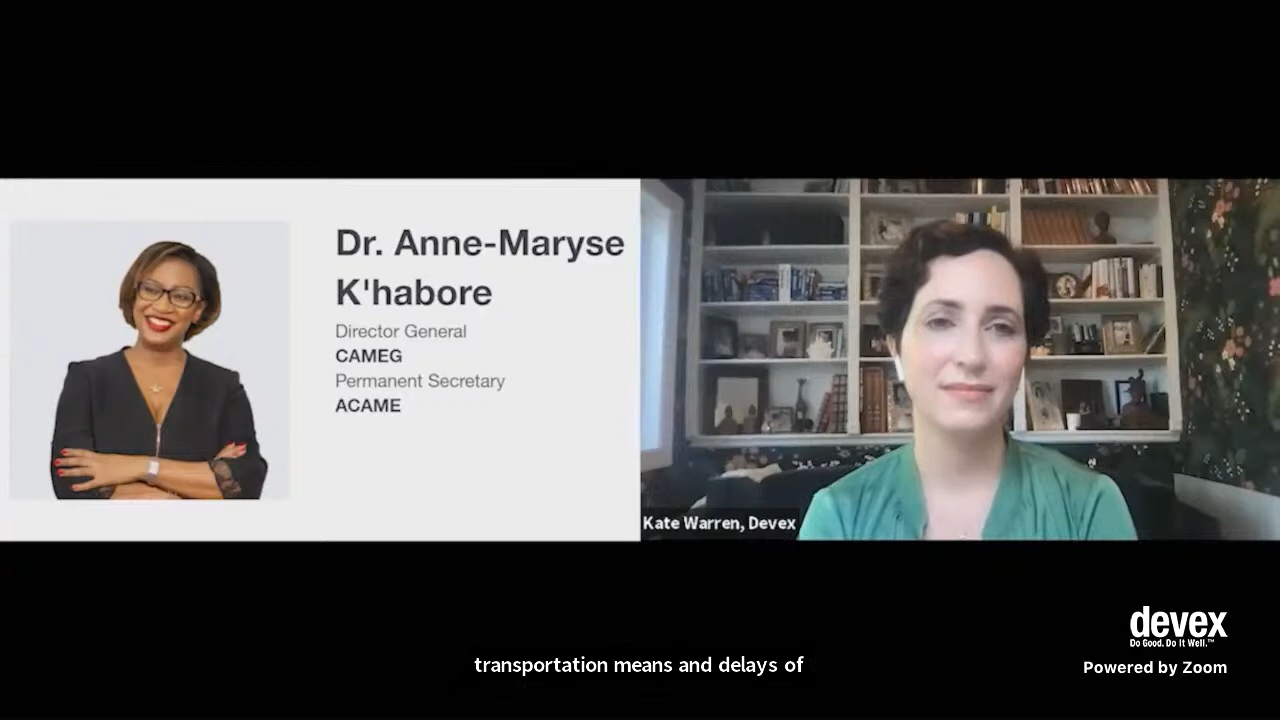 Dr. Anne-Maryse
K'habore
Director General
CAMEG
Permanent Secretary
ACAME
Kate Warren, Devex
devex
Do Good. Do It Well.™
Powered by Zoom
transportation means and delays of